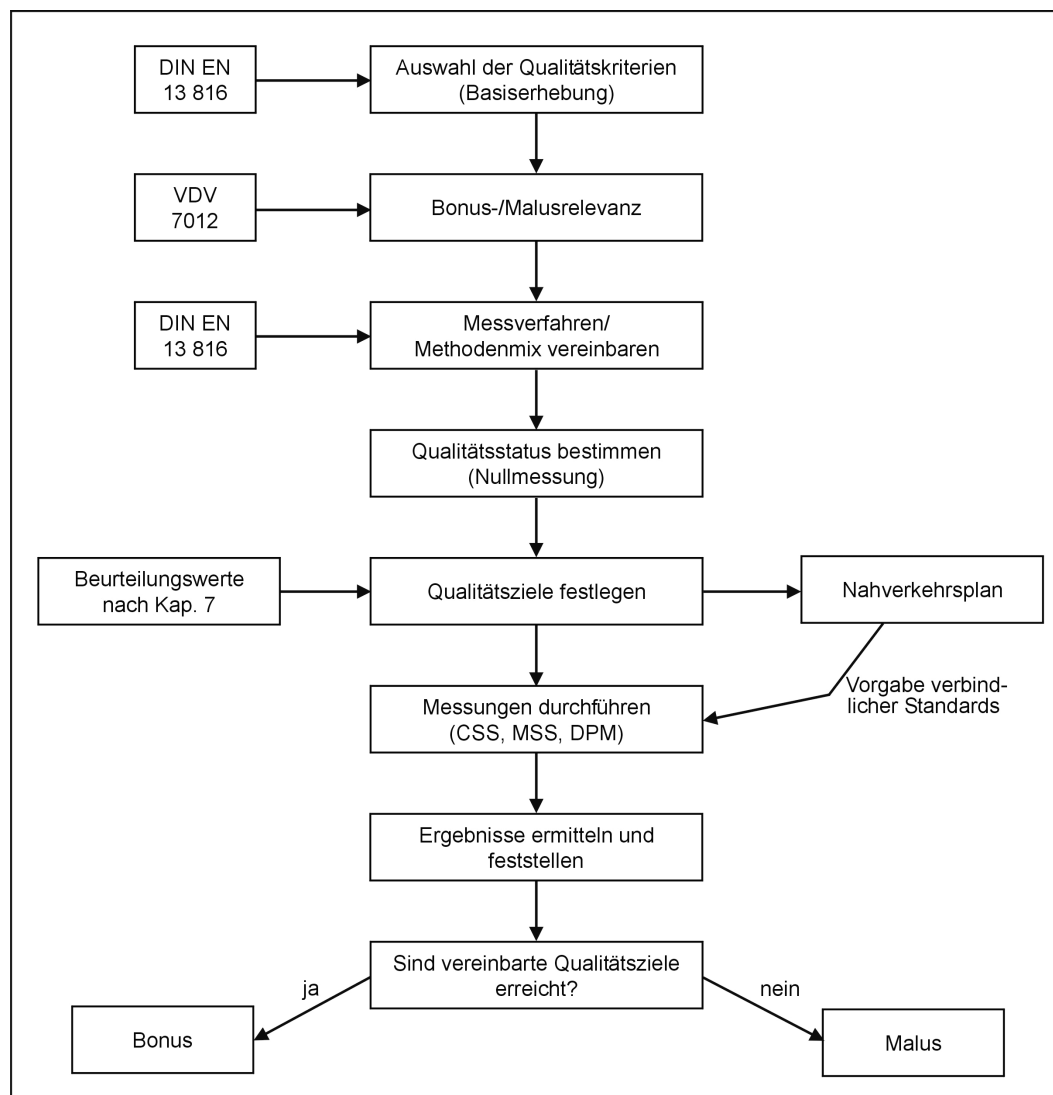 DIN EN
13 816
Auswahl der Qualitätskriterien
(Basiserhebung)
VDV
7012
Bonus-/Malusrelevanz
DIN EN
13 816
Messverfahren/
Methodenmix vereinbaren
Qualitätsstatus bestimmen
(Nullmessung)
Beurteilungswerte
nach Kap. 7
Qualitätsziele festlegen
Nahverkehrsplan
Vorgabe verbind-
licher Standards
Messungen durchführen
(CSS, MSS, DPM)
Ergebnisse ermitteln und
feststellen
Sind vereinbarte Qualitätsziele
erreicht?
ja
nein
Bonus
Malus